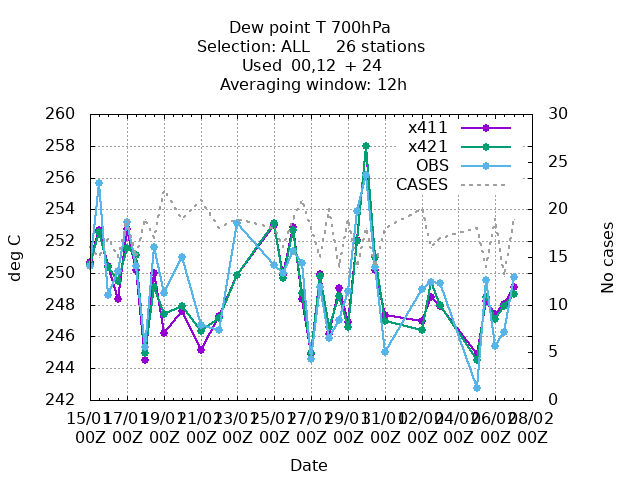 Dew point T 700hPa
Selection: ALL 26 stations
Used 00,12 + 24
Averaging window: 12h
260 30
x411
258
x421
25
256
OBS
CASES
254 20
252
15
250
248 10
246
5
244
242 0
15/01 17/01 19/01 21/01 23/01 25/01 27/01 29/01 31/01 02/02 04/02 06/02 08/02
00Z 00Z 00Z 00Z 00Z 00Z 00Z 00Z 00Z 00Z 00Z 00Z 00Z
deg C
No cases
Date